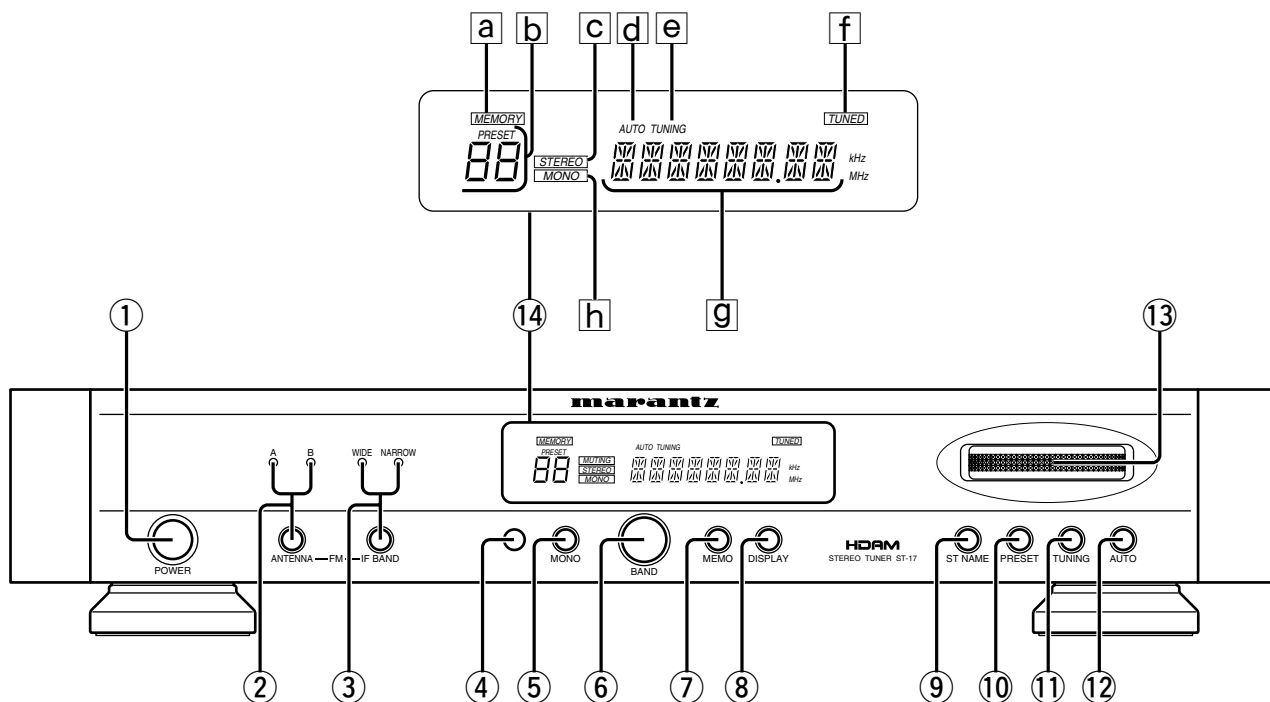 a b c d e f
MEMORY
AUTO TUNING TUNED
PRESET
88 STEREO kHz
MONO MHz
h g
① ⑭ ⑬
marantz
MEMORY AUTO TUNING TUNED
PRESET
A B WIDE NARROW
88 MUTING
STEREO kHz
MONO MHz
POWER ANTENNA FM IF BAND MONO BAND MEMO DISPLAY
HDAM
STEREO TUNER ST-17
ST NAME PRESET TUNING AUTO
② ③ ④ ⑤ ⑥ ⑦ ⑧ ⑨ ⑩ ⑪ ⑫